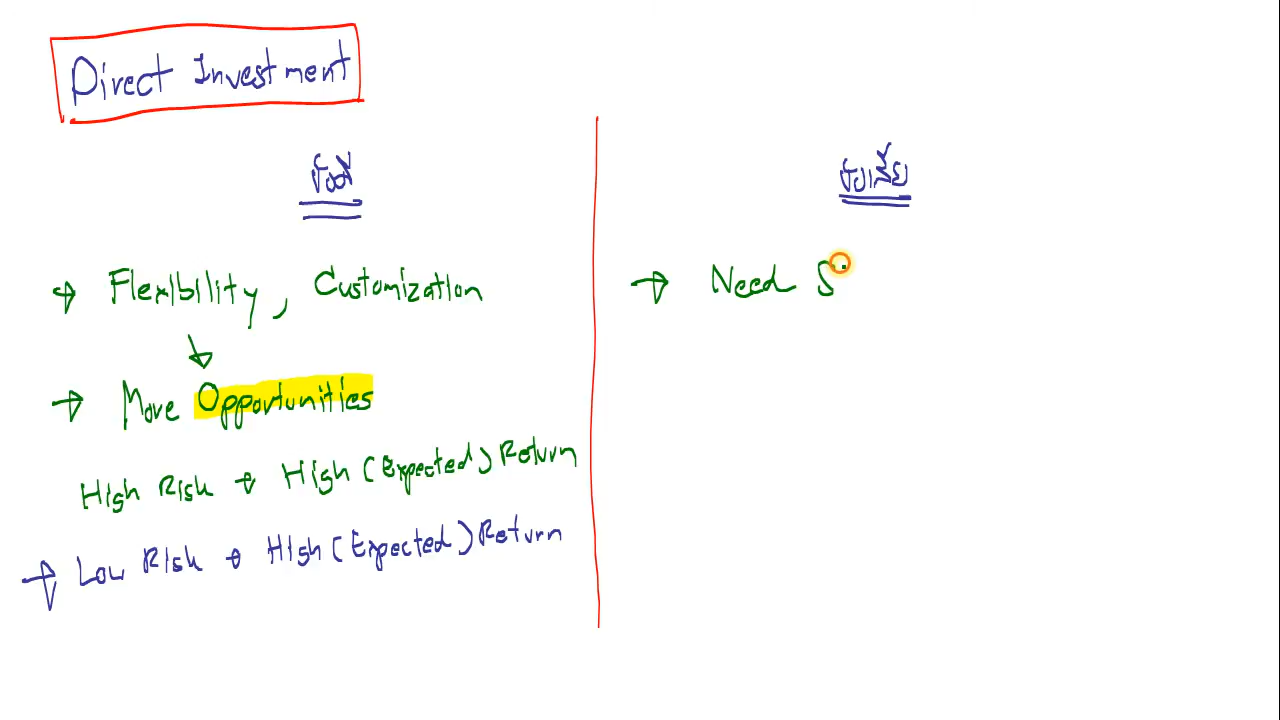 Direct Investment
ข้อดี
→ Flexibility, Customization
→ More Opportunities
High Risk → High (Expected) Return
→ Low Risk → High (Expected) Return
ข้อเสีย
→ Need S